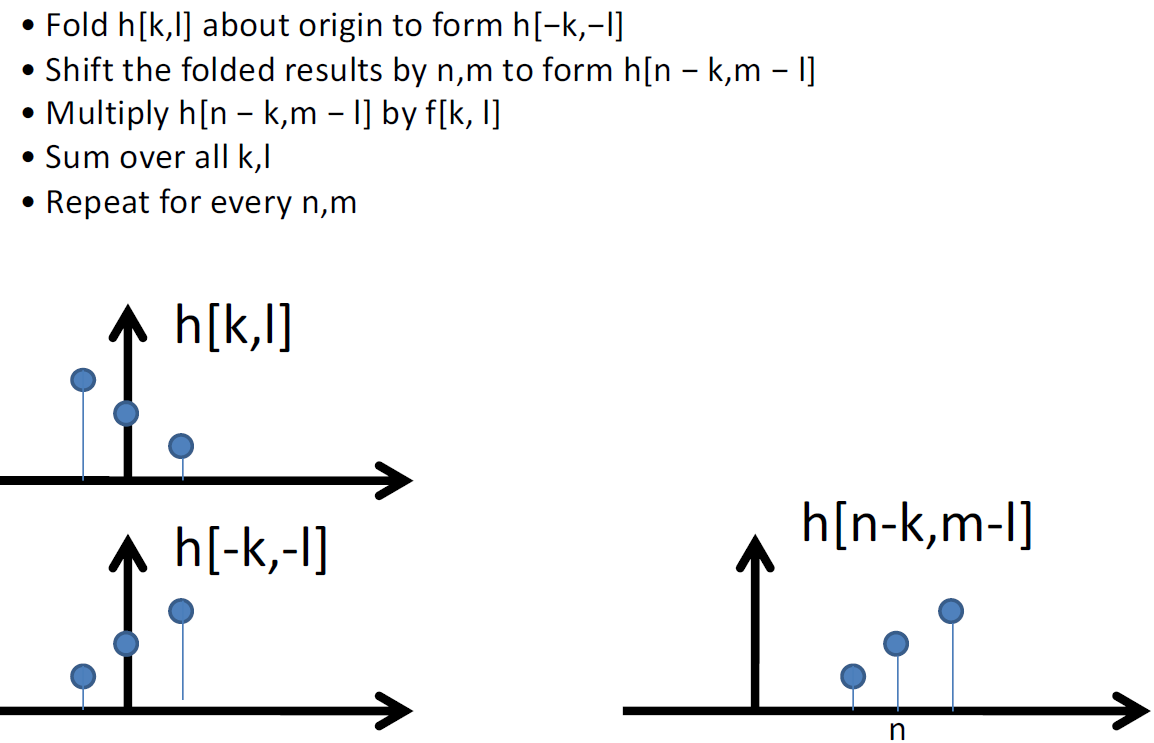 • Fold h[k,l] about origin to form h[−k,−l]
• Shift the folded results by n,m to form h[n − k,m − l]
• Multiply h[n − k,m − l] by f[k, l]
• Sum over all k,l
• Repeat for every n,m
h[k,l]
h[-k,-l]
h[n-k,m-l]
n